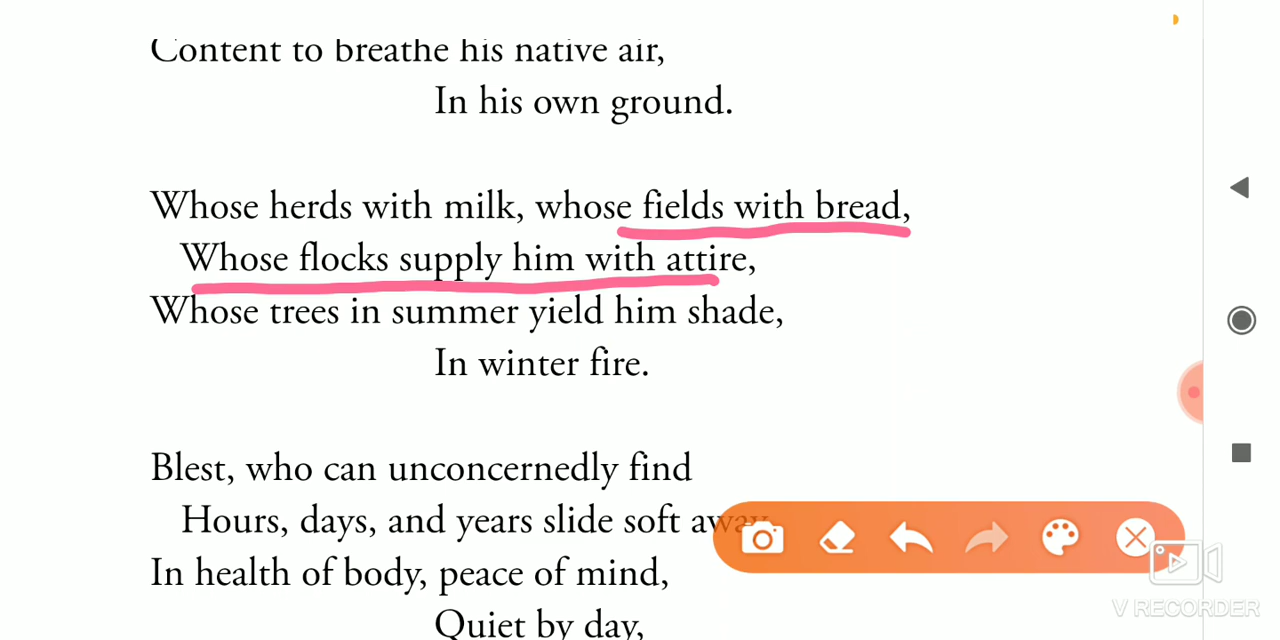 Content to breathe his native air,
In his own ground.
Whose herds with milk, whose fields with bread,
Whose flocks supply him with attire,
Whose trees in summer yield him shade,
In winter fire.
Blest, who can unconcernedly find
Hours, days, and years slide soft away
In health of body, peace of mind,
Quiet by day,
V RECORDER